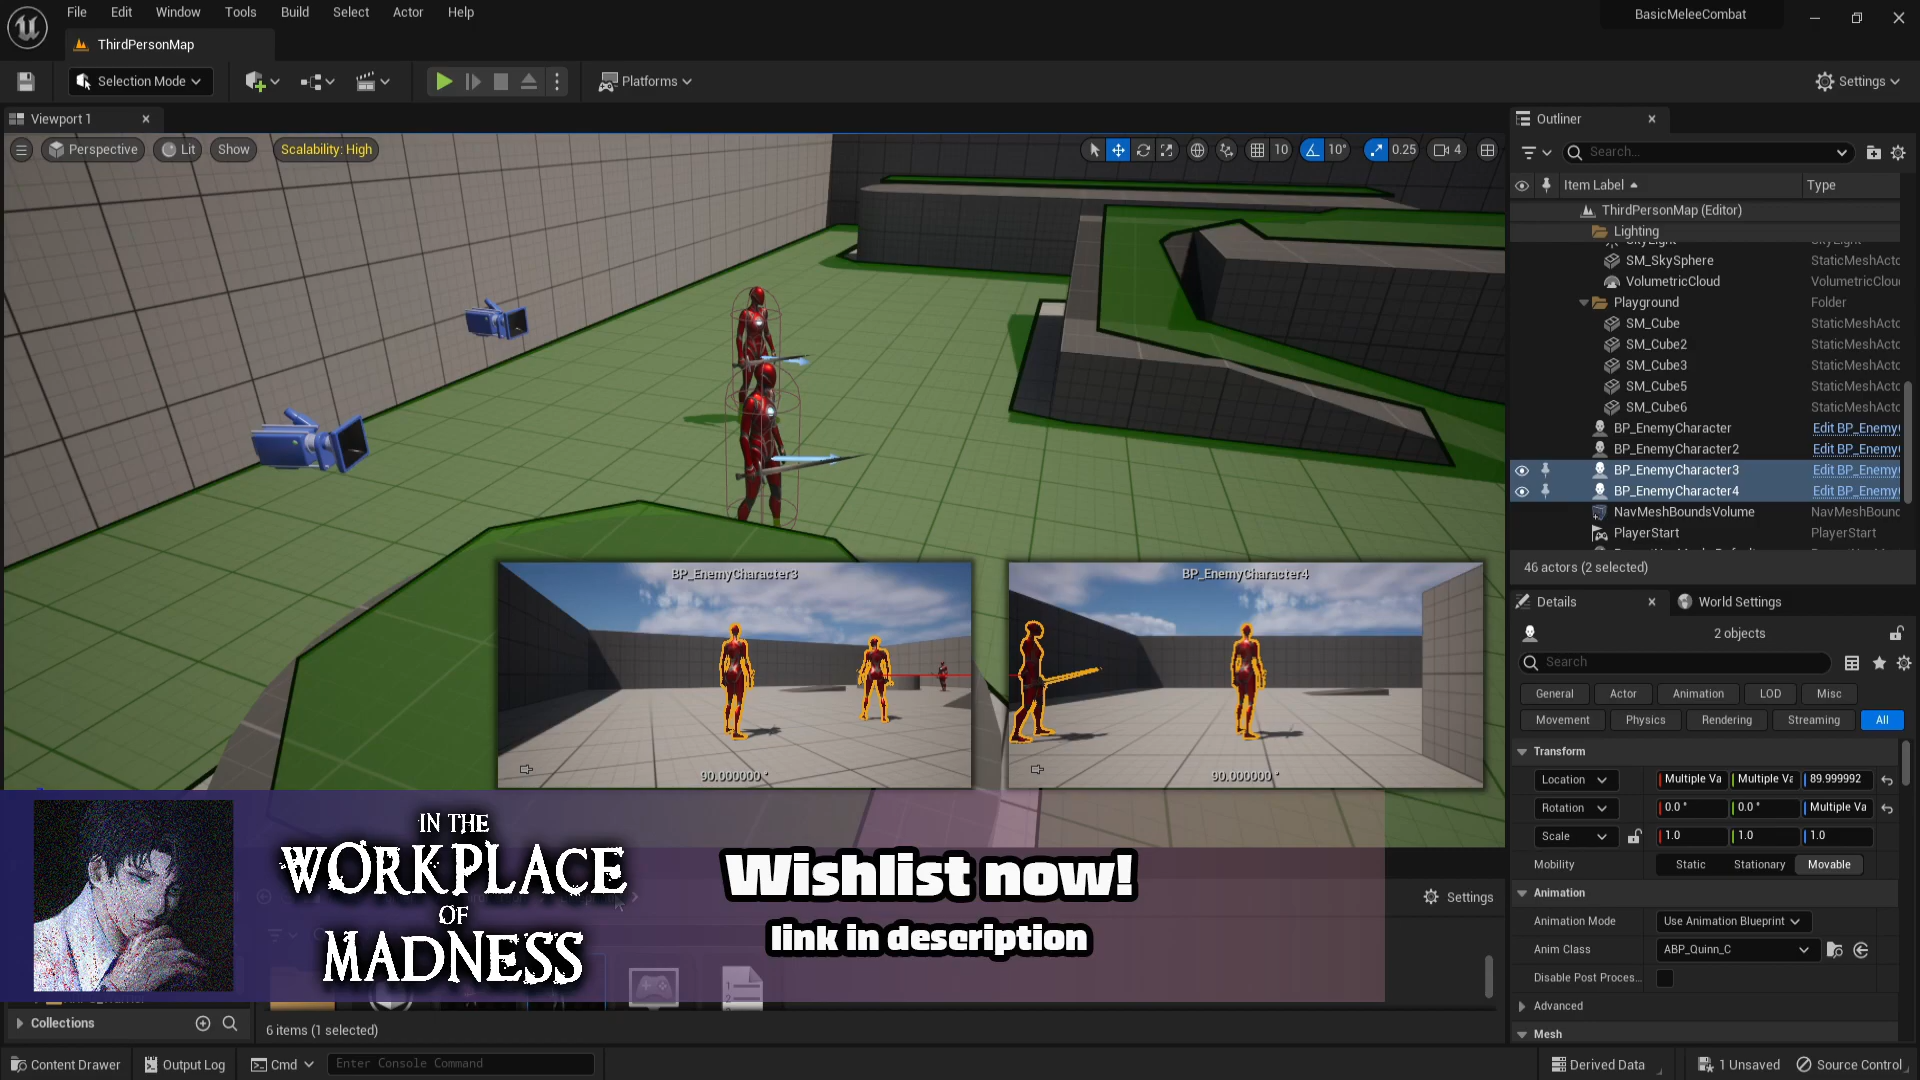 File Edit Window Tools Build Select Actor Help
BasicMeleeCombat
ThirdPersonMap
Selection Mode
Platforms
Settings
Viewport 1
Perspective Lit Show Scalability: High
10 10° 0.25 4
Outliner
Search...
Item Label Type
ThirdPersonMap (Editor)
Lighting
SkyLight SkyLight
SM_SkySphere StaticMeshActo
VolumetricCloud VolumetricClou
Playground Folder
SM_Cube StaticMeshActo
SM_Cube2 StaticMeshActo
SM_Cube3 StaticMeshActo
SM_Cube5 StaticMeshActo
SM_Cube6 StaticMeshActo
BP_EnemyCharacter Edit BP_Enemy
BP_EnemyCharacter2 Edit BP_Enemy
BP_EnemyCharacter3 Edit BP_Enemy
BP_EnemyCharacter4 Edit BP_Enemy
NavMeshBoundsVolume NavMeshBound
PlayerStart PlayerStart
46 actors (2 selected)
BP_EnemyCharacter3
90.000000 °
BP_EnemyCharacter4
90.000000 °
Details World Settings
2 objects
Search
General Actor Animation LOD Misc
Movement Physics Rendering Streaming All
Transform
Location Multiple Va Multiple Va 89.999992
Rotation 0.0 ° 0.0 ° Multiple Va
Scale 1.0 1.0 1.0
Mobility Static Stationary Movable
Animation
Animation Mode Use Animation Blueprint
Anim Class ABP_Quinn_C
Disable Post Proces...
Advanced
Mesh
IN THE
WORKPLACE
OF
MADNESS
Wishlist now!
link in description
Settings
Collections
6 items (1 selected)
Content Drawer Output Log Cmd Enter Console Command
Derived Data 1 Unsaved Source Control